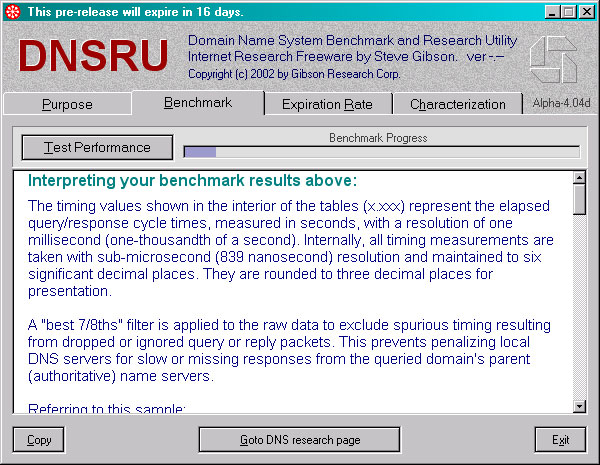 This pre-release will expire in 16 days.
DNSRU
Domain Name System Benchmark and Research Utility
Internet Research Freeware by Steve Gibson. ver -.--
Copyright (c) 2002 by Gibson Research Corp.
Purpose Benchmark Expiration Rate Characterization Alpha-4.04d
Test Performance
Benchmark Progress
Interpreting your benchmark results above:
The timing values shown in the interior of the tables (x.xxx) represent the elapsed
query/response cycle times, measured in seconds, with a resolution of one
millisecond (one-thousandth of a second). Internally, all timing measurements are
taken with sub-microsecond (839 nanosecond) resolution and maintained to six
significant decimal places. They are rounded to three decimal places for
presentation.
A "best 7/8ths" filter is applied to the raw data to exclude spurious timing resulting
from dropped or ignored query or reply packets. This prevents penalizing local
DNS servers for slow or missing responses from the queried domain's parent
(authoritative) name servers.
Referring to this sample:
Copy Goto DNS research page Exit